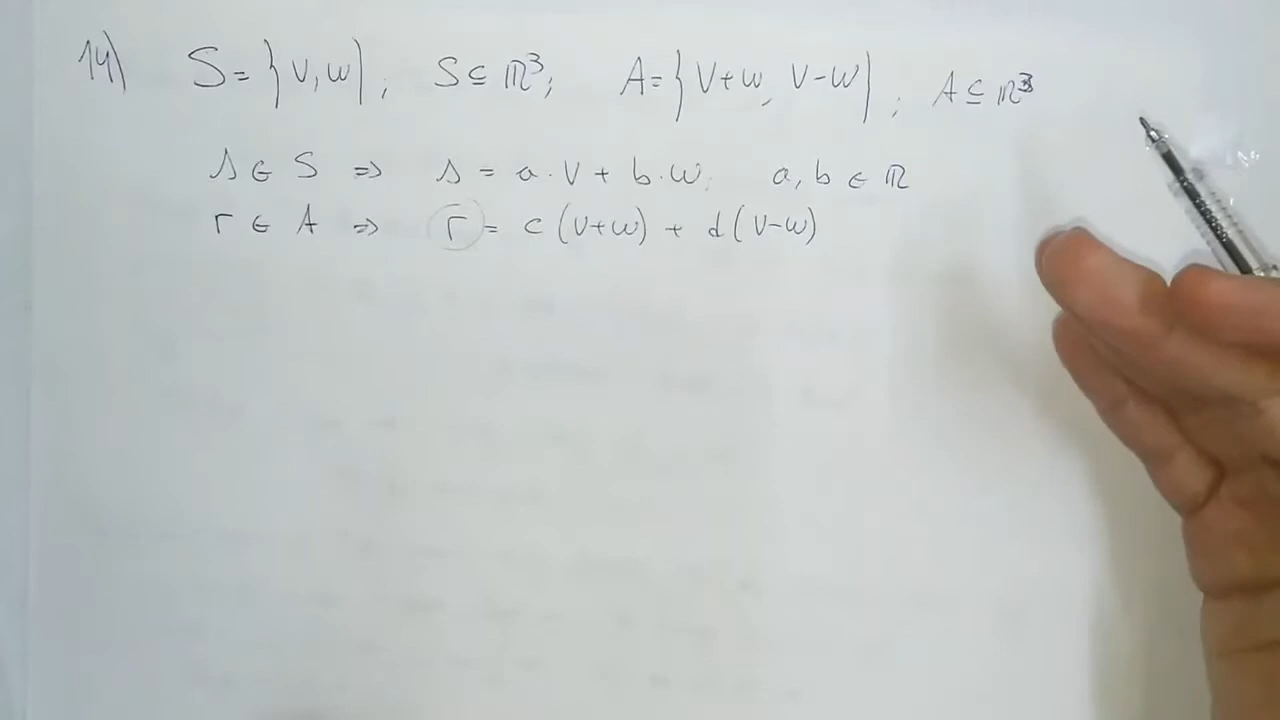 14) S = {v, w}; S ⊆ ℝ³; A = {v+w, v-w}; A ⊆ ℝ³
s ∈ S ⇒ s = a·v + b·w; a, b ∈ ℝ
r ∈ A ⇒ r = c(v+w) + d(v-w)